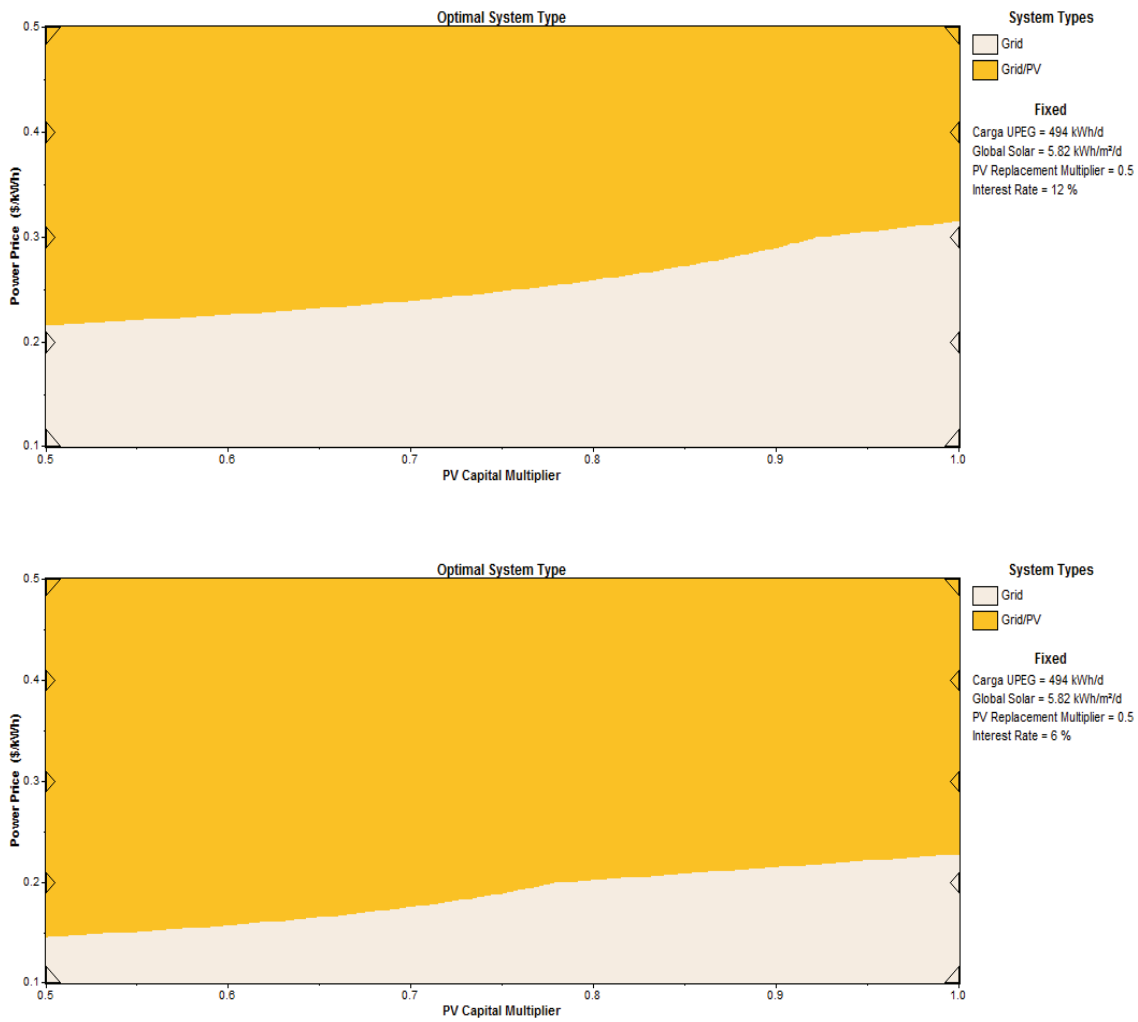 Optimal System Type
System Types
Grid
Grid/PV
Fixed
Carga UPEG = 494 kWh/d
Global Solar = 5.82 kWh/m²/d
PV Replacement Multiplier = 0.5
Interest Rate = 12 %
Power Price ($/kWh)
0.5
0.4
0.3
0.2
0.1
0.5 0.6 0.7 0.8 0.9 1.0
PV Capital Multiplier
Optimal System Type
System Types
Grid
Grid/PV
Fixed
Carga UPEG = 494 kWh/d
Global Solar = 5.82 kWh/m²/d
PV Replacement Multiplier = 0.5
Interest Rate = 6 %
Power Price ($/kWh)
0.5
0.4
0.3
0.2
0.1
0.5 0.6 0.7 0.8 0.9 1.0
PV Capital Multiplier